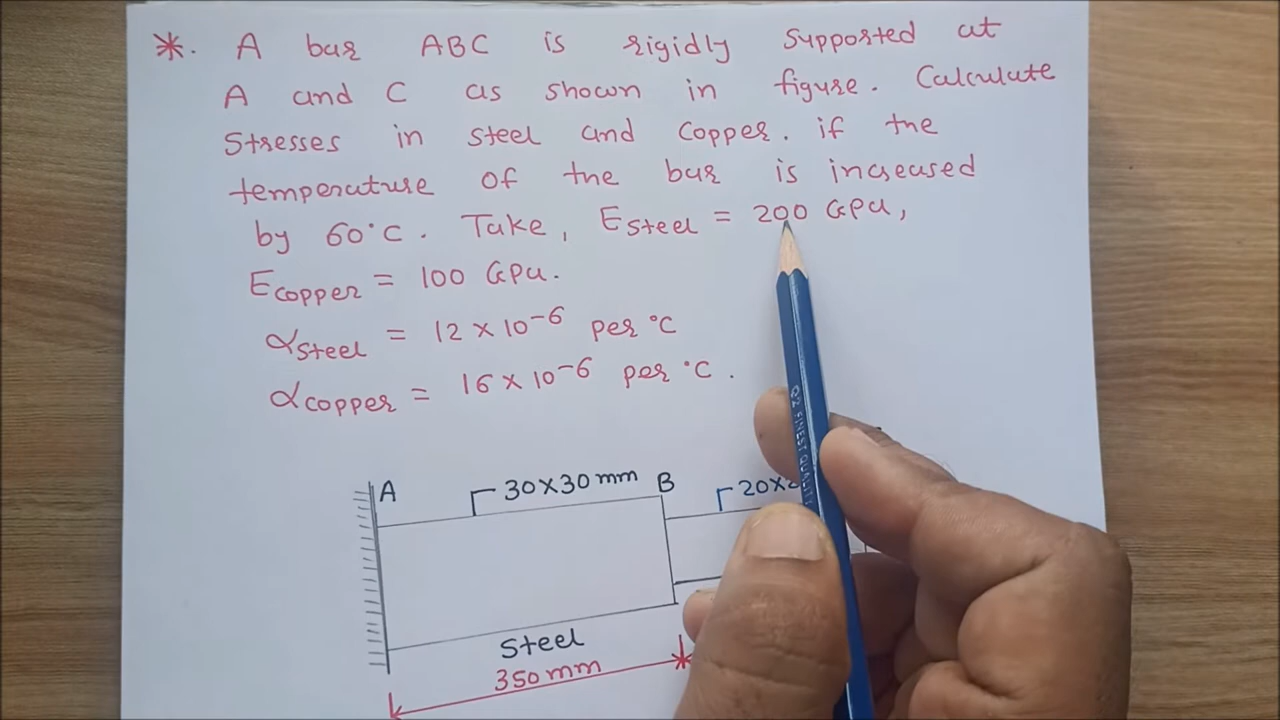 *. A bar ABC is rigidly supported at
A and C as shown in figure. Calculate
stresses in steel and copper. if the
temperature of the bar is increased
by 60°C. Take, Esteel = 200 GPa,
Ecopper = 100 GPa.
αsteel = 12 × 10-6 per °C
αcopper = 16 × 10-6 per °C.
A 30×30 mm B
Steel
350 mm